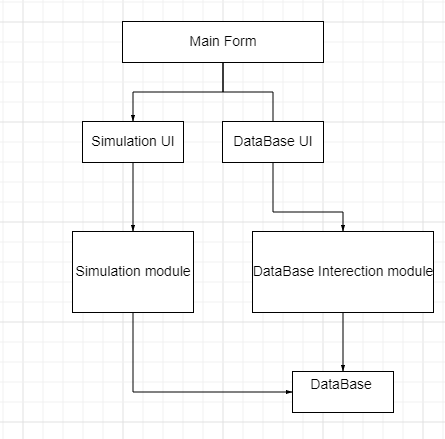 Main Form
Simulation UI
DataBase UI
Simulation module
DataBase Interection module
DataBase